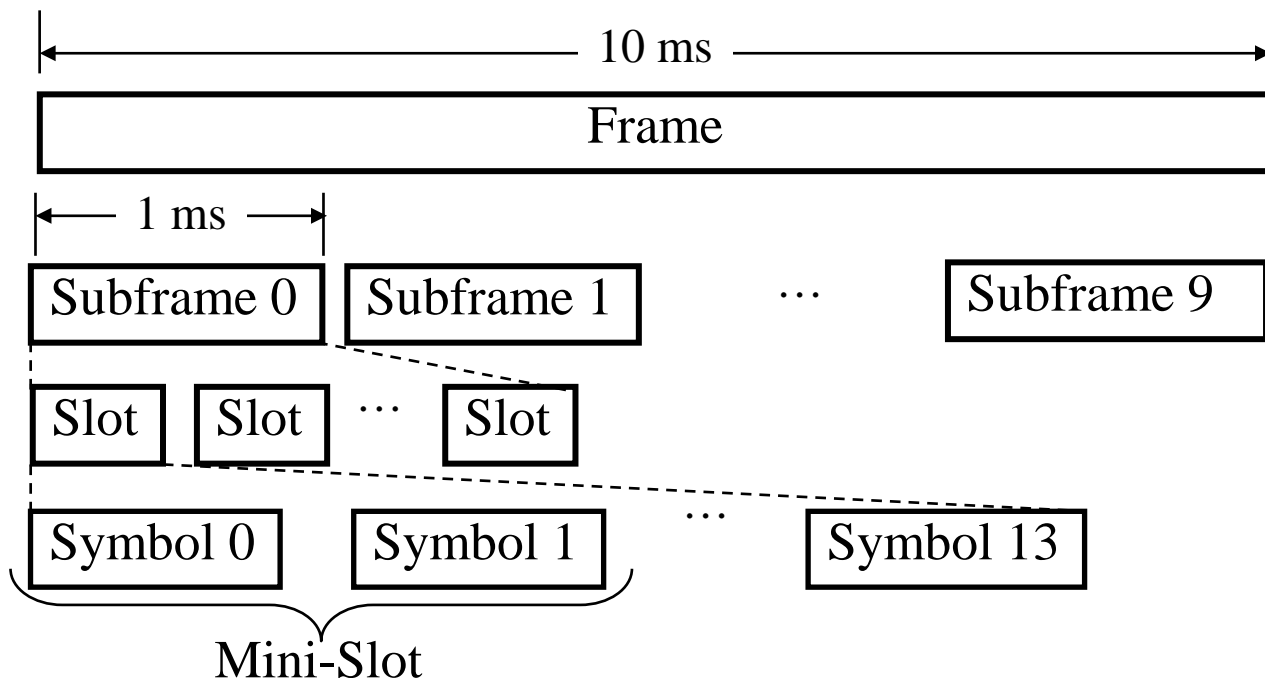 10 ms
Frame
1 ms
Subframe 0 Subframe 1 ... Subframe 9
Slot Slot ... Slot
Symbol 0 Symbol 1 ... Symbol 13
Mini-Slot